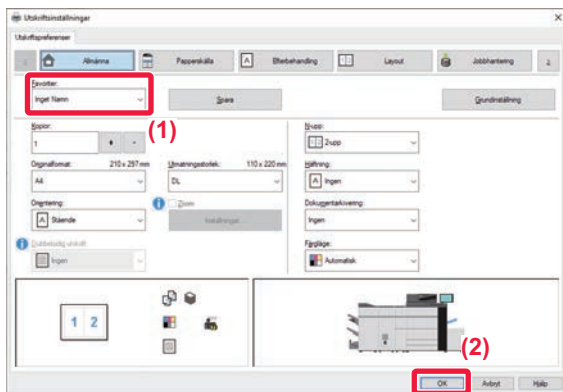 Utskriftsinställningar
Utskriftspreferenser
Allmänna
Papperskälla
Efterbehandling
Layout
Jobbhantering
Favoriter:
Inget Namn
Spara
Grundinställning
(1)
Kopior:
1
N-upp:
2-upp
Originalformat: 210 x 297 mm
A4
Utmatningsstorlek: 110 x 220 mm
DL
Häftning:
Ingen
Orientering:
Stående
Zoom
Inställningar...
Dokumentarkivering:
Ingen
Dubbelsidig utskrift:
Ingen
Färgläge:
Automatisk
1 2
(2)
OK
Avbryt
Hjälp